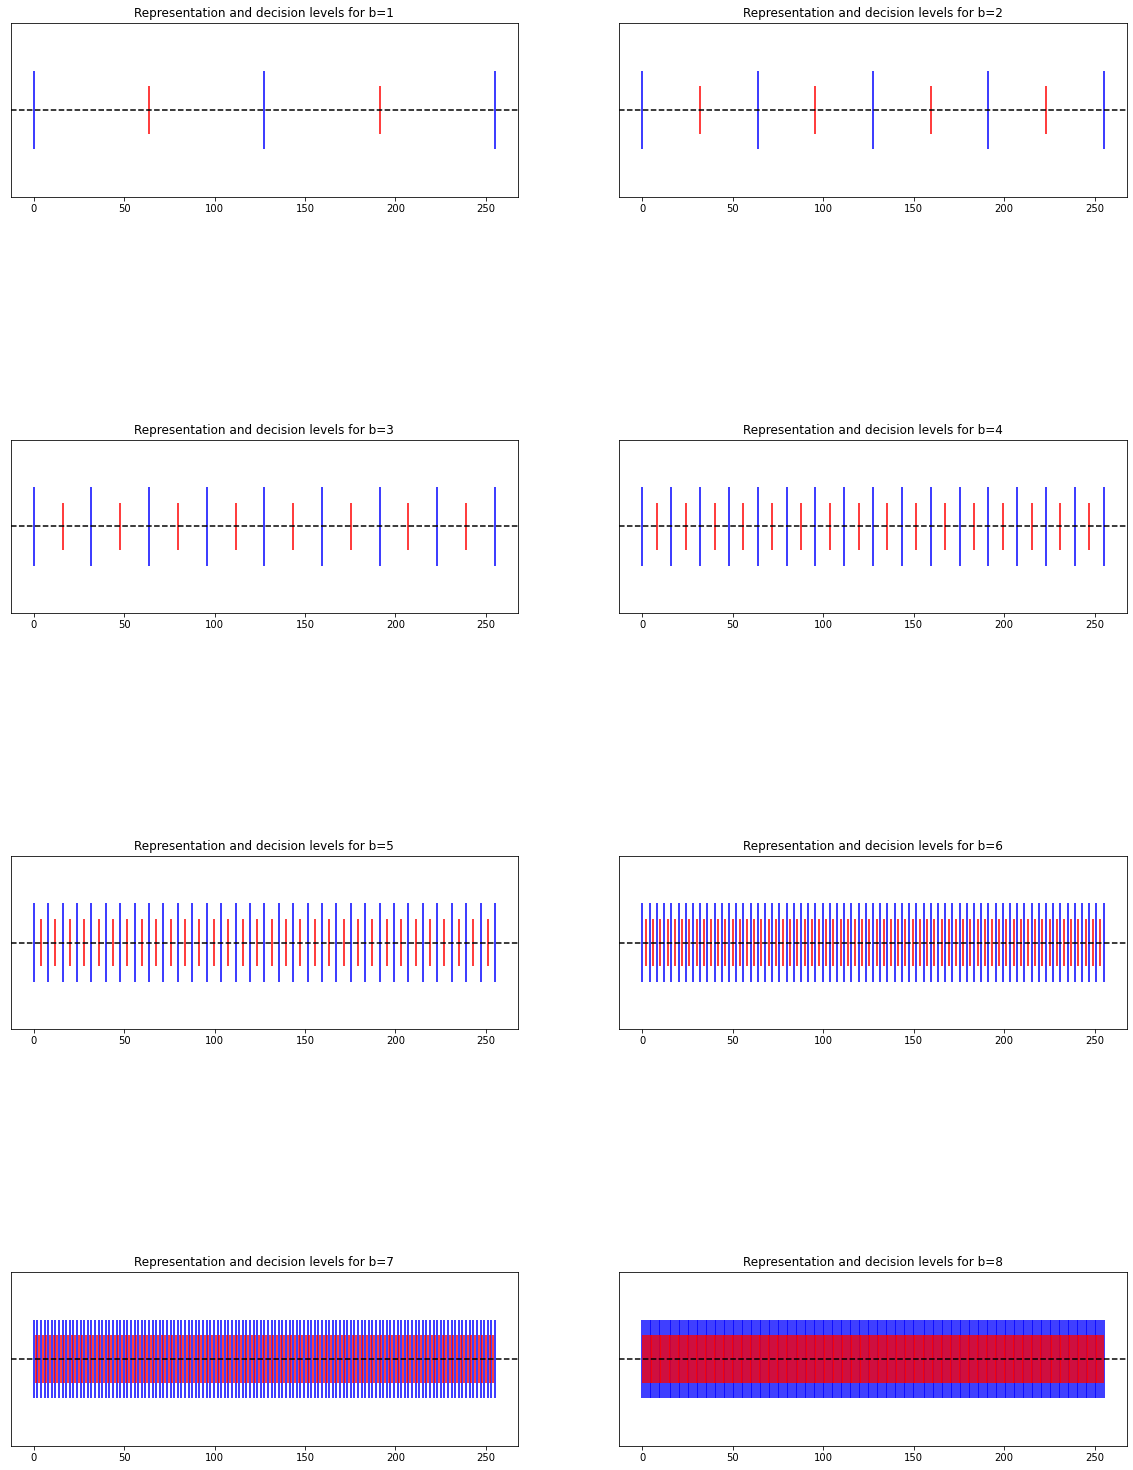 Representation and decision levels for b=1
0 50 100 150 200 250
Representation and decision levels for b=2
0 50 100 150 200 250
Representation and decision levels for b=3
0 50 100 150 200 250
Representation and decision levels for b=4
0 50 100 150 200 250
Representation and decision levels for b=5
0 50 100 150 200 250
Representation and decision levels for b=6
0 50 100 150 200 250
Representation and decision levels for b=7
0 50 100 150 200 250
Representation and decision levels for b=8
0 50 100 150 200 250